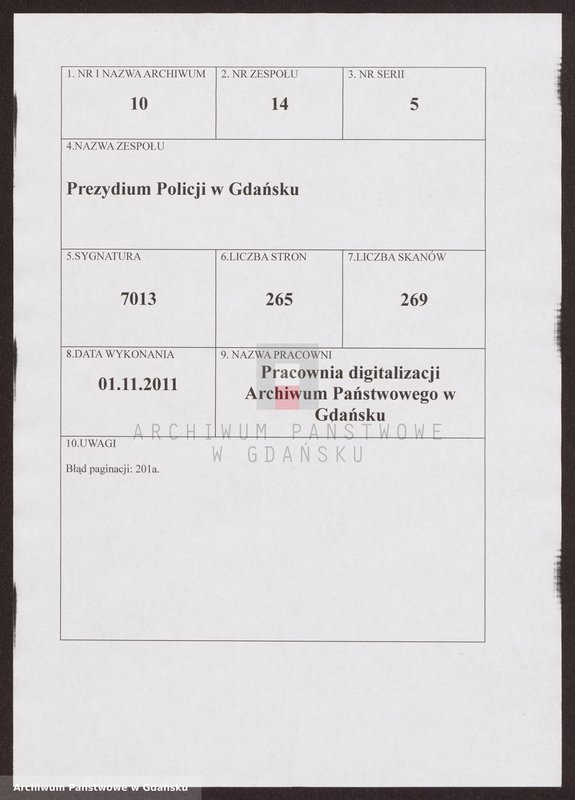 1. NR I NAZWA ARCHIWUM
10
2. NR ZESPOŁU
14
3. NR SERII
5
4.NAZWA ZESPOŁU
Prezydium Policji w Gdańsku
5.SYGNATURA
7013
6.LICZBA STRON
265
7.LICZBA SKANÓW
269
8.DATA WYKONANIA
01.11.2011
9. NAZWA PRACOWNI
Pracownia digitalizacji
Archiwum Państwowego w
Gdańsku
ARCHIWUM PAŃSTWOWE
W GDAŃSKU
10.UWAGI
Błąd paginacji: 201a.
Archiwum Państwowe w Gdańsku